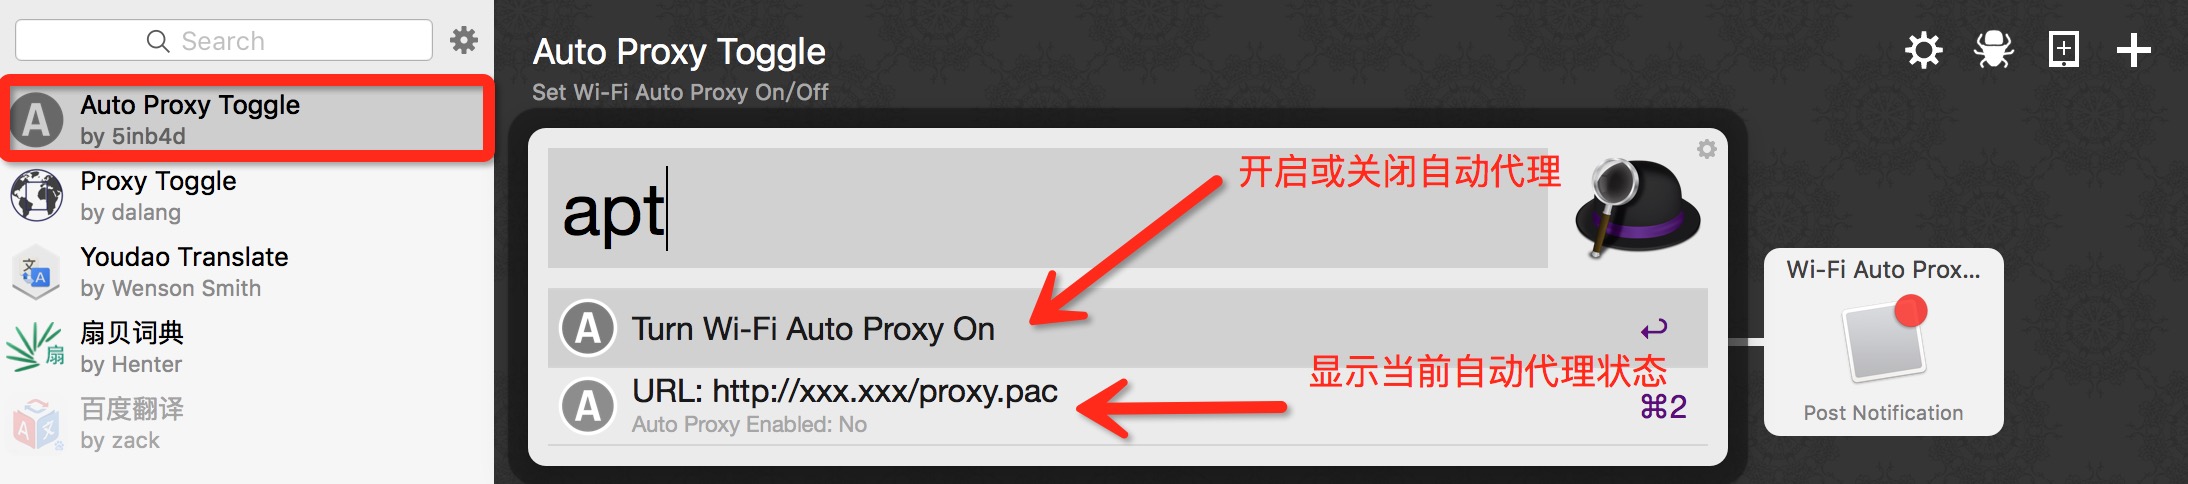 Search
Auto Proxy Toggle
by 5inb4d
Proxy Toggle
by dalang
Youdao Translate
by Wenson Smith
扇贝词典
by Henter
百度翻译
by zack
Auto Proxy Toggle
Set Wi-Fi Auto Proxy On/Off
apt
开启或关闭自动代理
Turn Wi-Fi Auto Proxy On
显示当前自动代理状态
URL: http://xxx.xxx/proxy.pac
Auto Proxy Enabled: No
⌘2
Wi-Fi Auto Prox...
Post Notification